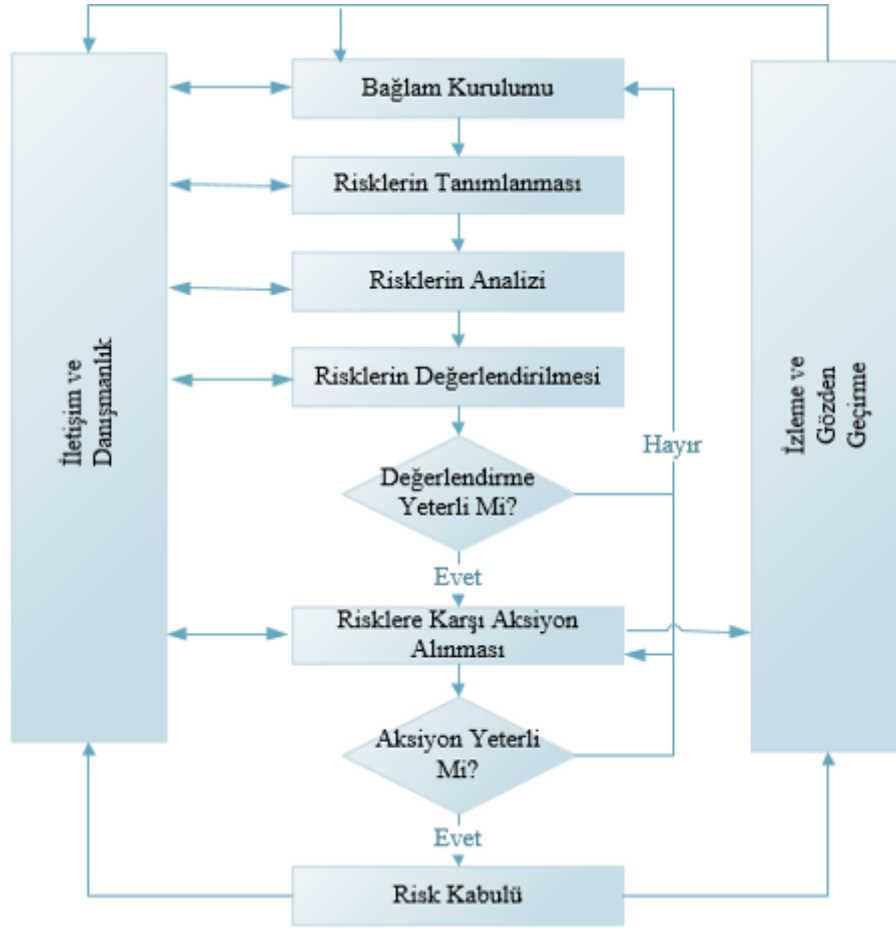 Bağlam Kurulumu
Risklerin Tanımlanması
Risklerin Analizi
Risklerin Değerlendirilmesi
Değerlendirme
Yeterli Mi?
Hayır
Evet
Risklere Karşı Aksiyon
Alınması
Aksiyon Yeterli
Mi?
Evet
Risk Kabulü
İletişim ve
Danışmanlık
İzleme ve
Gözden
Geçirme